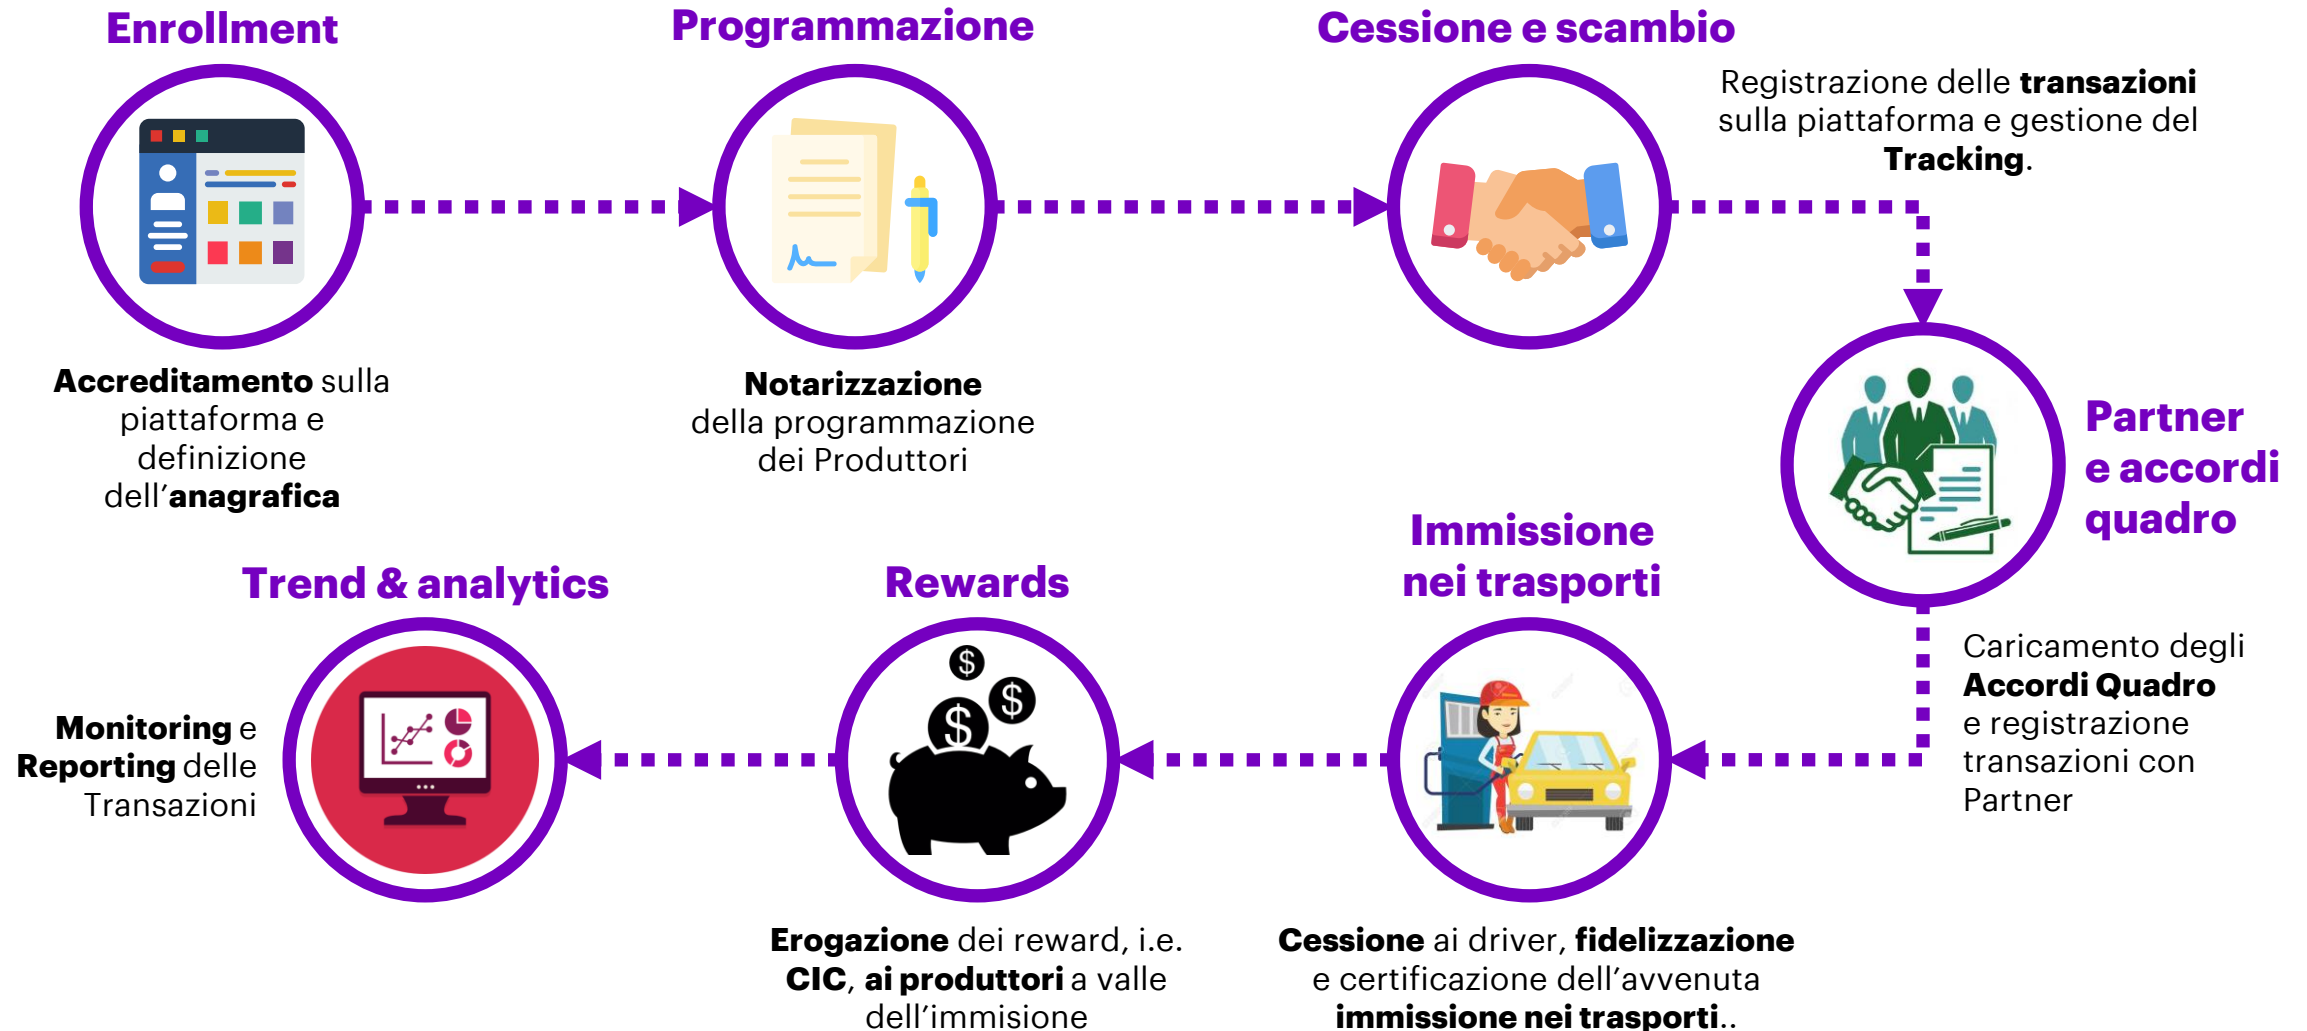 Enrollment
Accreditamento sulla
piattaforma e
definizione
dell’anagrafica
Programmazione
Notarizzazione
della programmazione
dei Produttori
Cessione e scambio
Registrazione delle transazioni
sulla piattaforma e gestione del
Tracking.
Partner
e accordi
quadro
Caricamento degli
Accordi Quadro
e registrazione
transazioni con
Partner
Immissione
nei trasporti
Cessione ai driver, fidelizzazione
e certificazione dell’avvenuta
immissione nei trasporti..
Rewards
$
$
$
Erogazione dei reward, i.e.
CIC, ai produttori a valle
dell’immisione
Trend & analytics
Monitoring e
Reporting delle
Transazioni